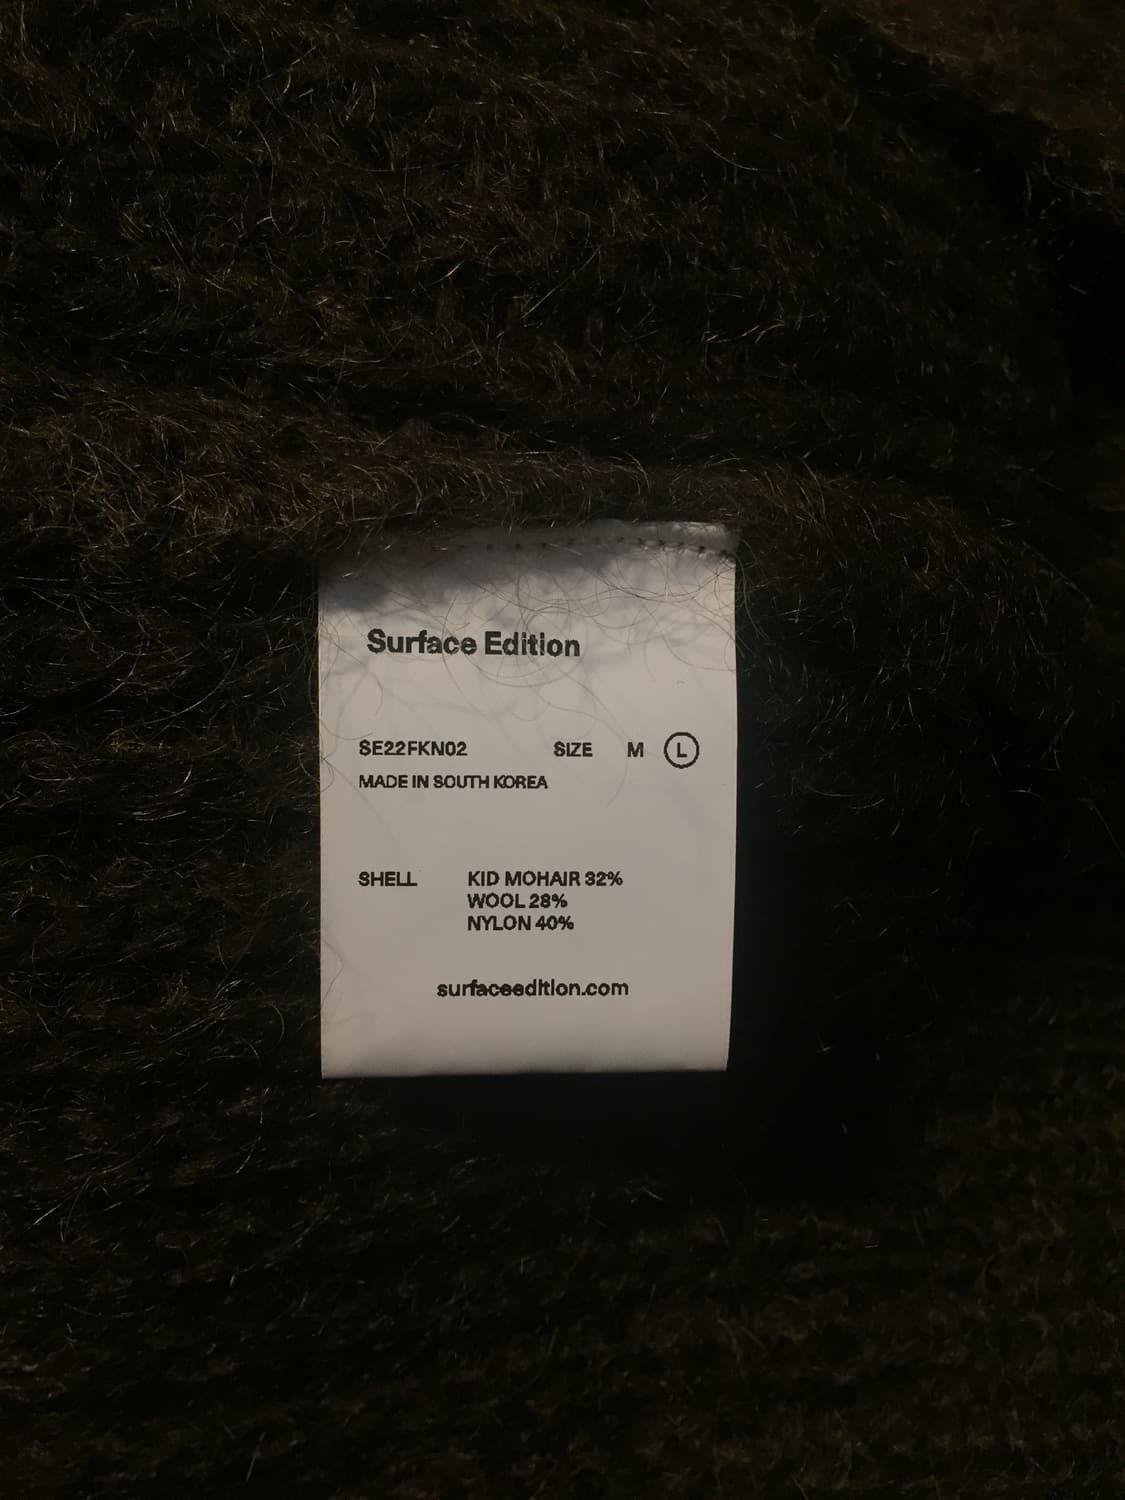 Surface Edition
SE22FKN02 SIZE M L
MADE IN SOUTH KOREA
SHELL KID MOHAIR 32%
WOOL 28%
NYLON 40%
surfaceedition.com